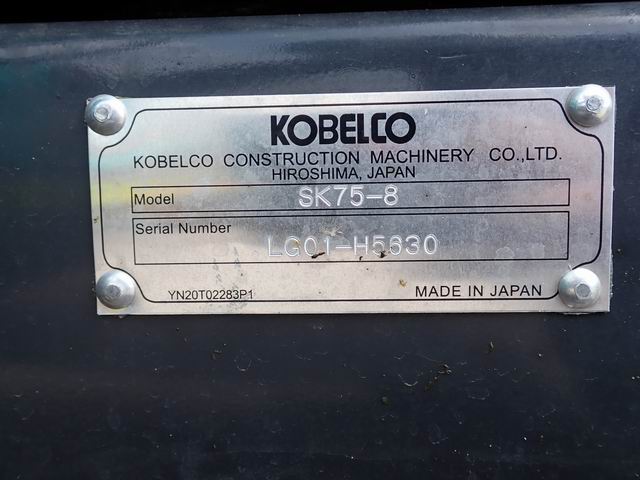 KOBELCO
KOBELCO CONSTRUCTION MACHINERY CO.,LTD.
HIROSHIMA, JAPAN
Model SK75-8
Serial Number
LC01-H5630
YN20T02283P1 MADE IN JAPAN